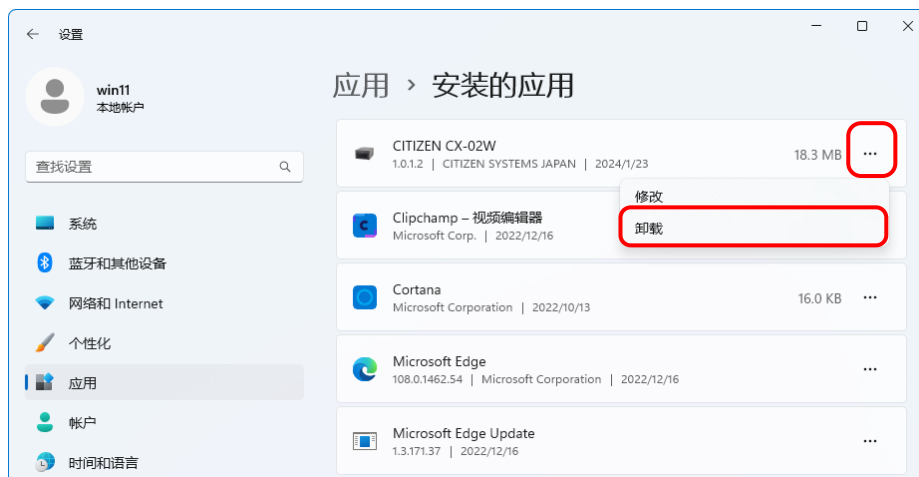 设置
win11
本地帐户
查找设置
系统
蓝牙和其他设备
网络和 Internet
个性化
应用
帐户
时间和语言
应用 › 安装的应用
CITIZEN CX-02W
1.0.1.2 | CITIZEN SYSTEMS JAPAN | 2024/1/23
18.3 MB
修改
卸载
Clipchamp – 视频编辑器
Microsoft Corp. | 2022/12/16
Cortana
Microsoft Corporation | 2022/10/13
16.0 KB
Microsoft Edge
108.0.1462.54 | Microsoft Corporation | 2022/12/16
Microsoft Edge Update
1.3.171.37 | 2022/12/16